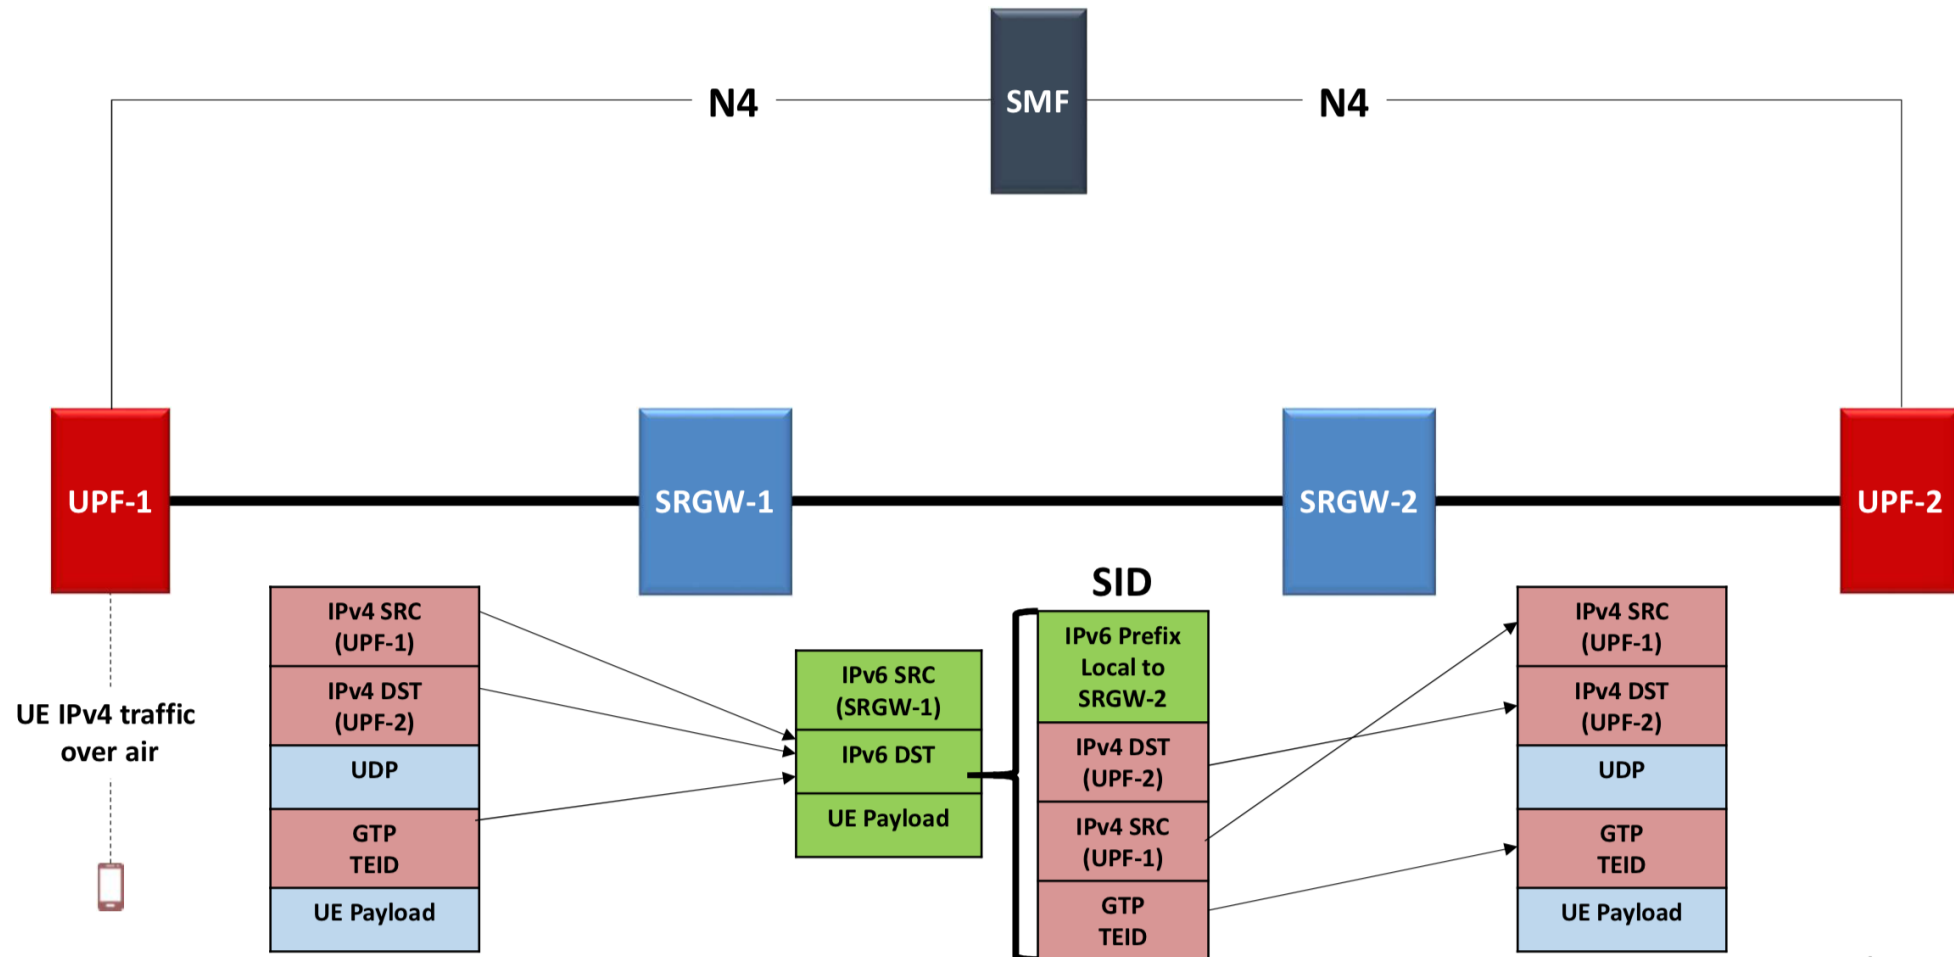 N4
SMF
N4
UPF-1
SRGW-1
SRGW-2
UPF-2
UE IPv4 traffic
over air
IPv4 SRC
(UPF-1)
IPv4 DST
(UPF-2)
UDP
GTP
TEID
UE Payload
IPv6 SRC
(SRGW-1)
IPv6 DST
UE Payload
SID
IPv6 Prefix
Local to
SRGW-2
IPv4 DST
(UPF-2)
IPv4 SRC
(UPF-1)
GTP
TEID
IPv4 SRC
(UPF-1)
IPv4 DST
(UPF-2)
UDP
GTP
TEID
UE Payload